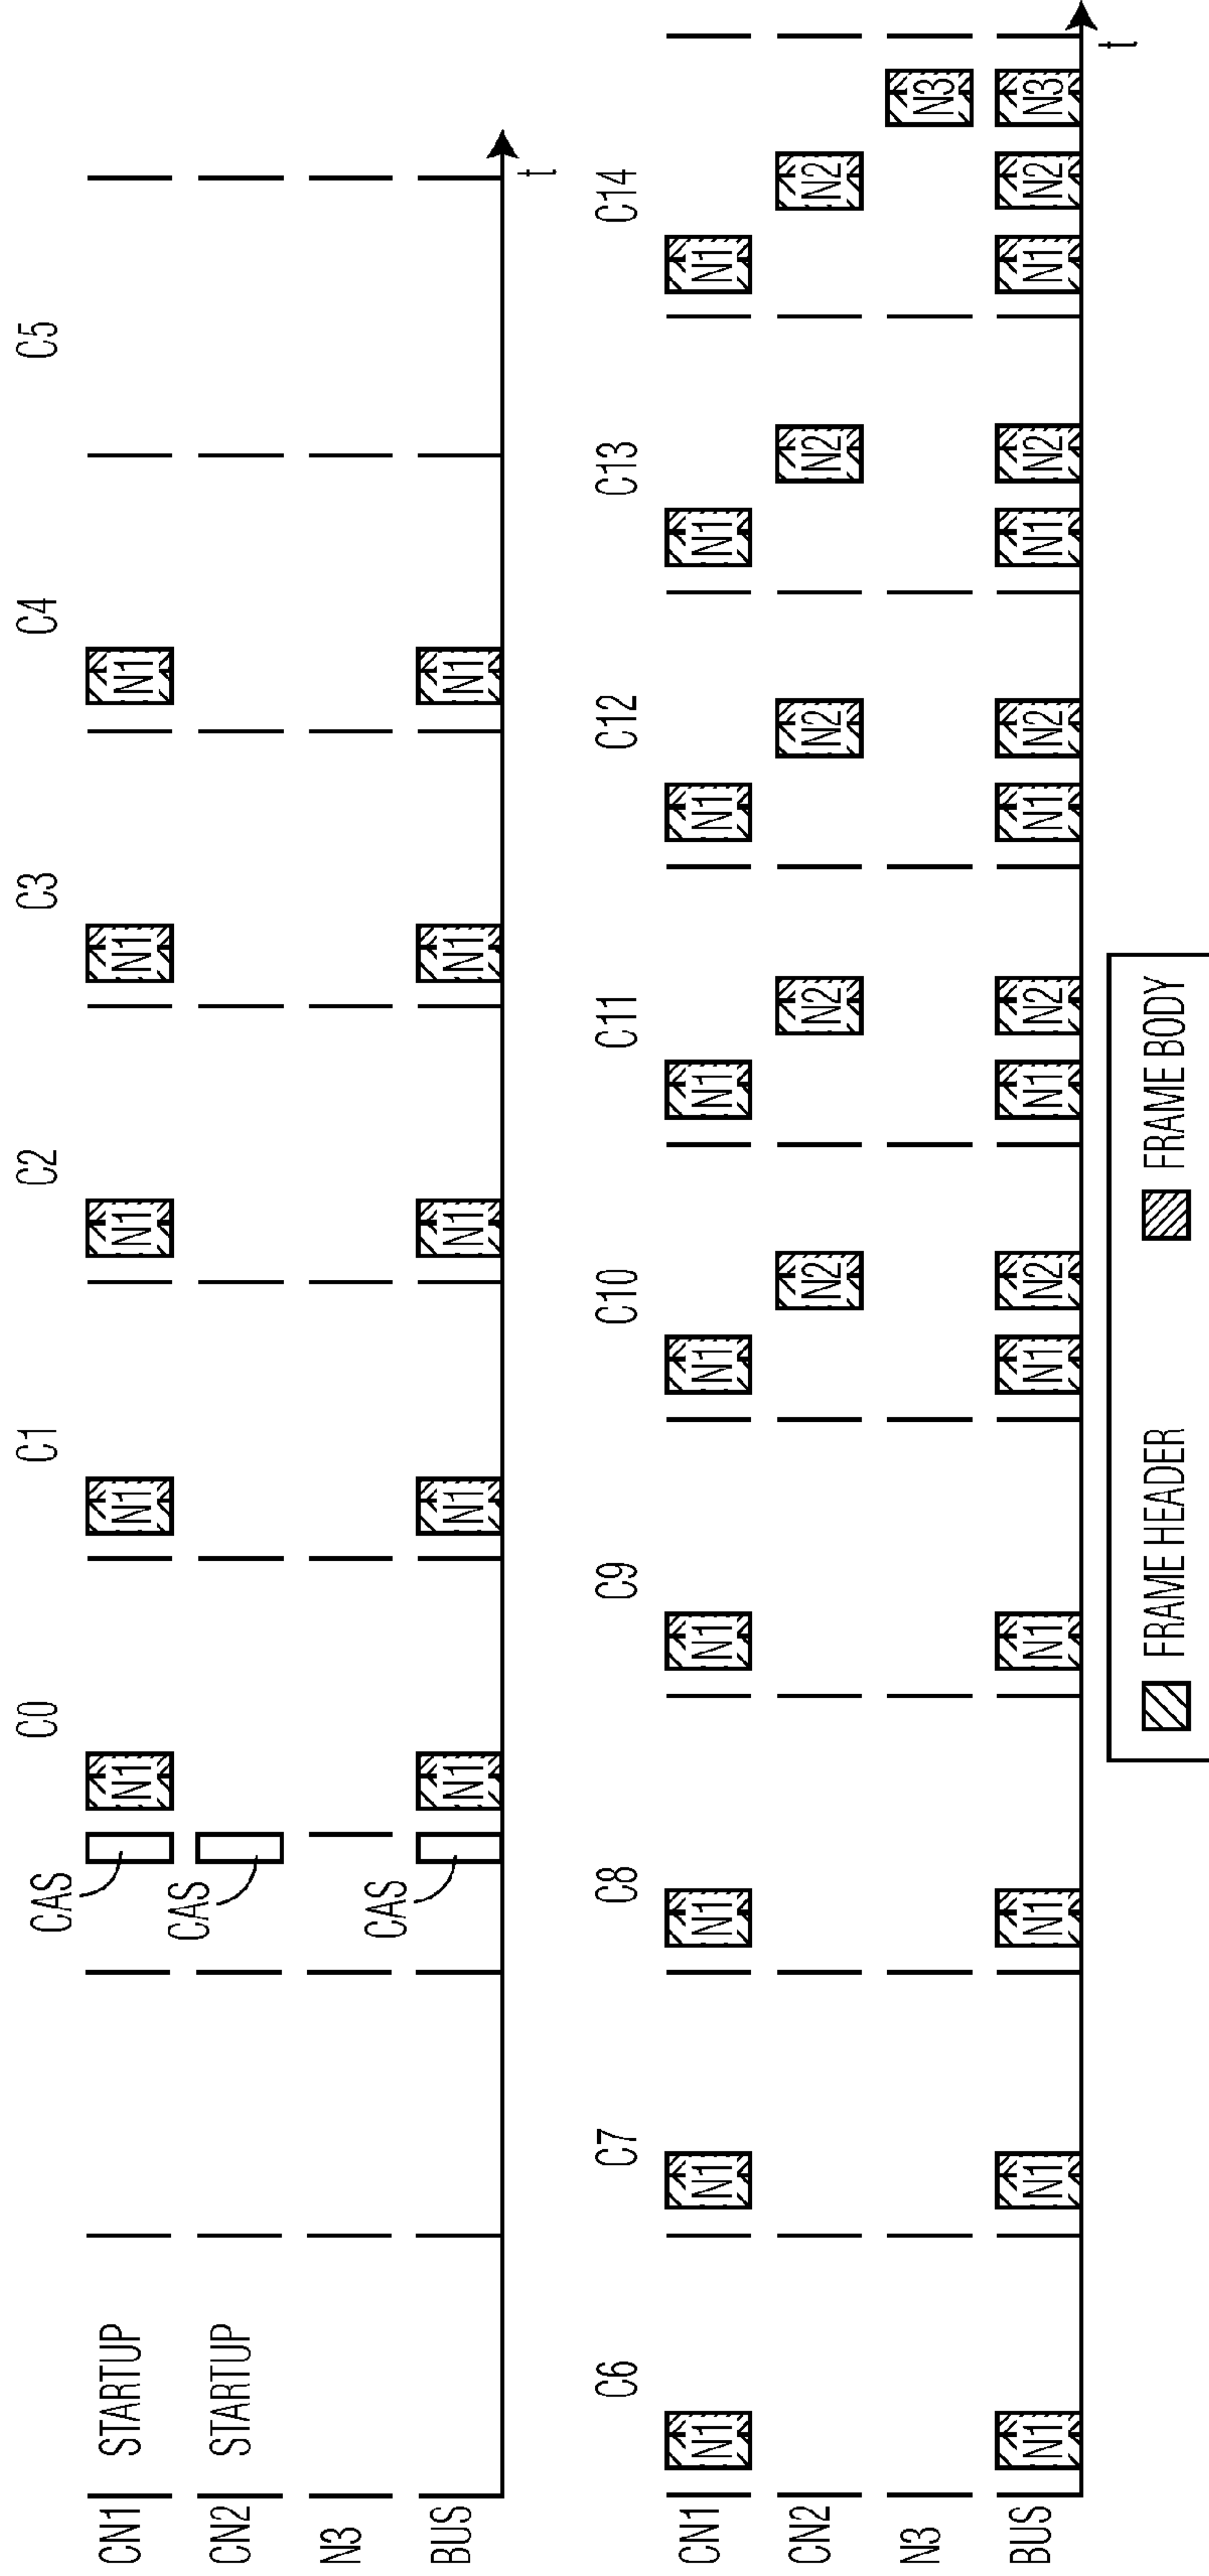 C0 C1 C2 C3 C4 C5
CAS
CN1 STARTUP N1 N1 N1 N1 N1
CAS
CN2 STARTUP
N3
CAS
BUS N1 N1 N1 N1 N1
t
C6 C7 C8 C9 C10 C11 C12 C13 C14
CN1 N1 N1 N1 N1 N1 N1 N1 N1 N1
CN2 N2 N2 N2 N2 N2
N3 N3
BUS N1 N1 N1 N1 N1 N2 N1 N2 N1 N2 N1 N2 N1 N2 N3
t
FRAME HEADER FRAME BODY